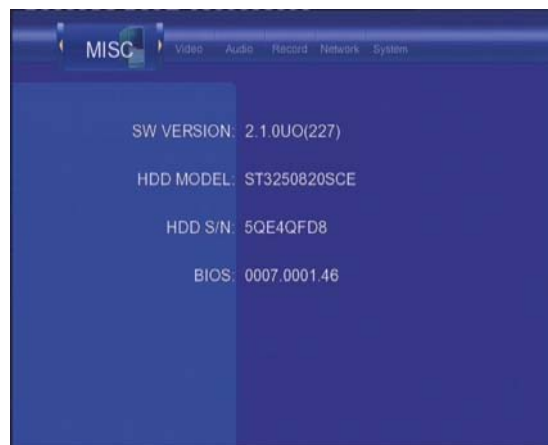 MISC Video Audio Record Network System
SW VERSION: 2.1.0UO(227)
HDD MODEL: ST3250820SCE
HDD S/N: 5QE4QFD8
BIOS: 0007.0001.46